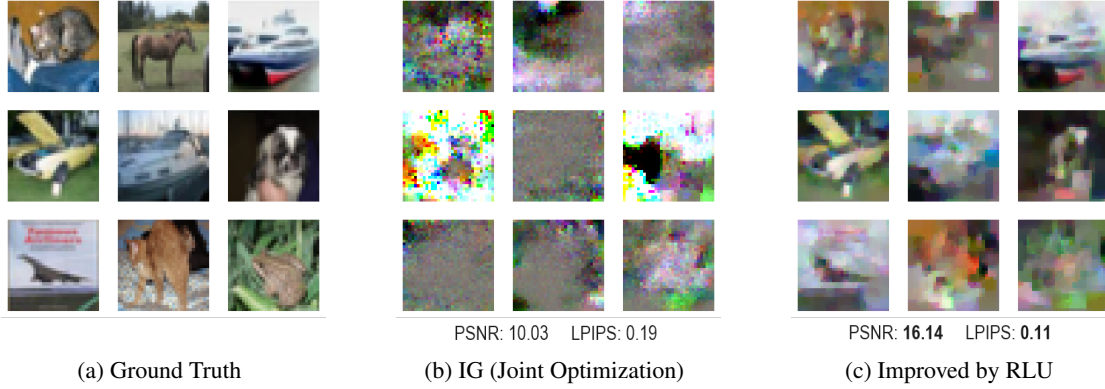 PSNR: 10.03 LPIPS: 0.19
PSNR: 16.14 LPIPS: 0.11
(a) Ground Truth
(b) IG (Joint Optimization)
(c) Improved by RLU